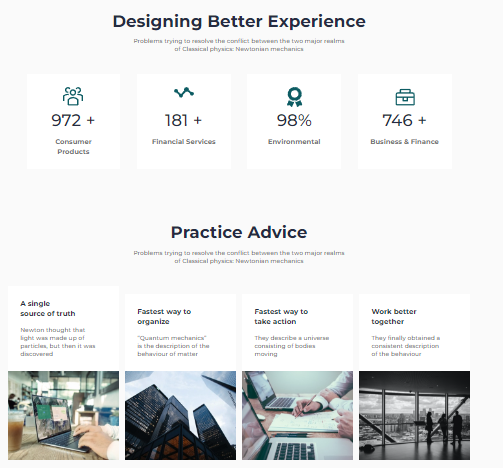 Designing Better Experience
Problems trying to resolve the conflict between the two major realms
of Classical physics: Newtonian mechanics
972 +
Consumer
Products
181 +
Financial Services
98%
Environmental
746 +
Business & Finance
Practice Advice
Problems trying to resolve the conflict between the two major realms
of Classical physics: Newtonian mechanics
A single
source of truth
Newton thought that
light was made up of
particles, but then it was
discovered
Fastest way to
organize
"Quantum mechanics"
is the description of the
behaviour of matter
Fastest way to
take action
They describe a universe
consisting of bodies
moving
Work better
together
They finally obtained a
consistent description
of the behaviour